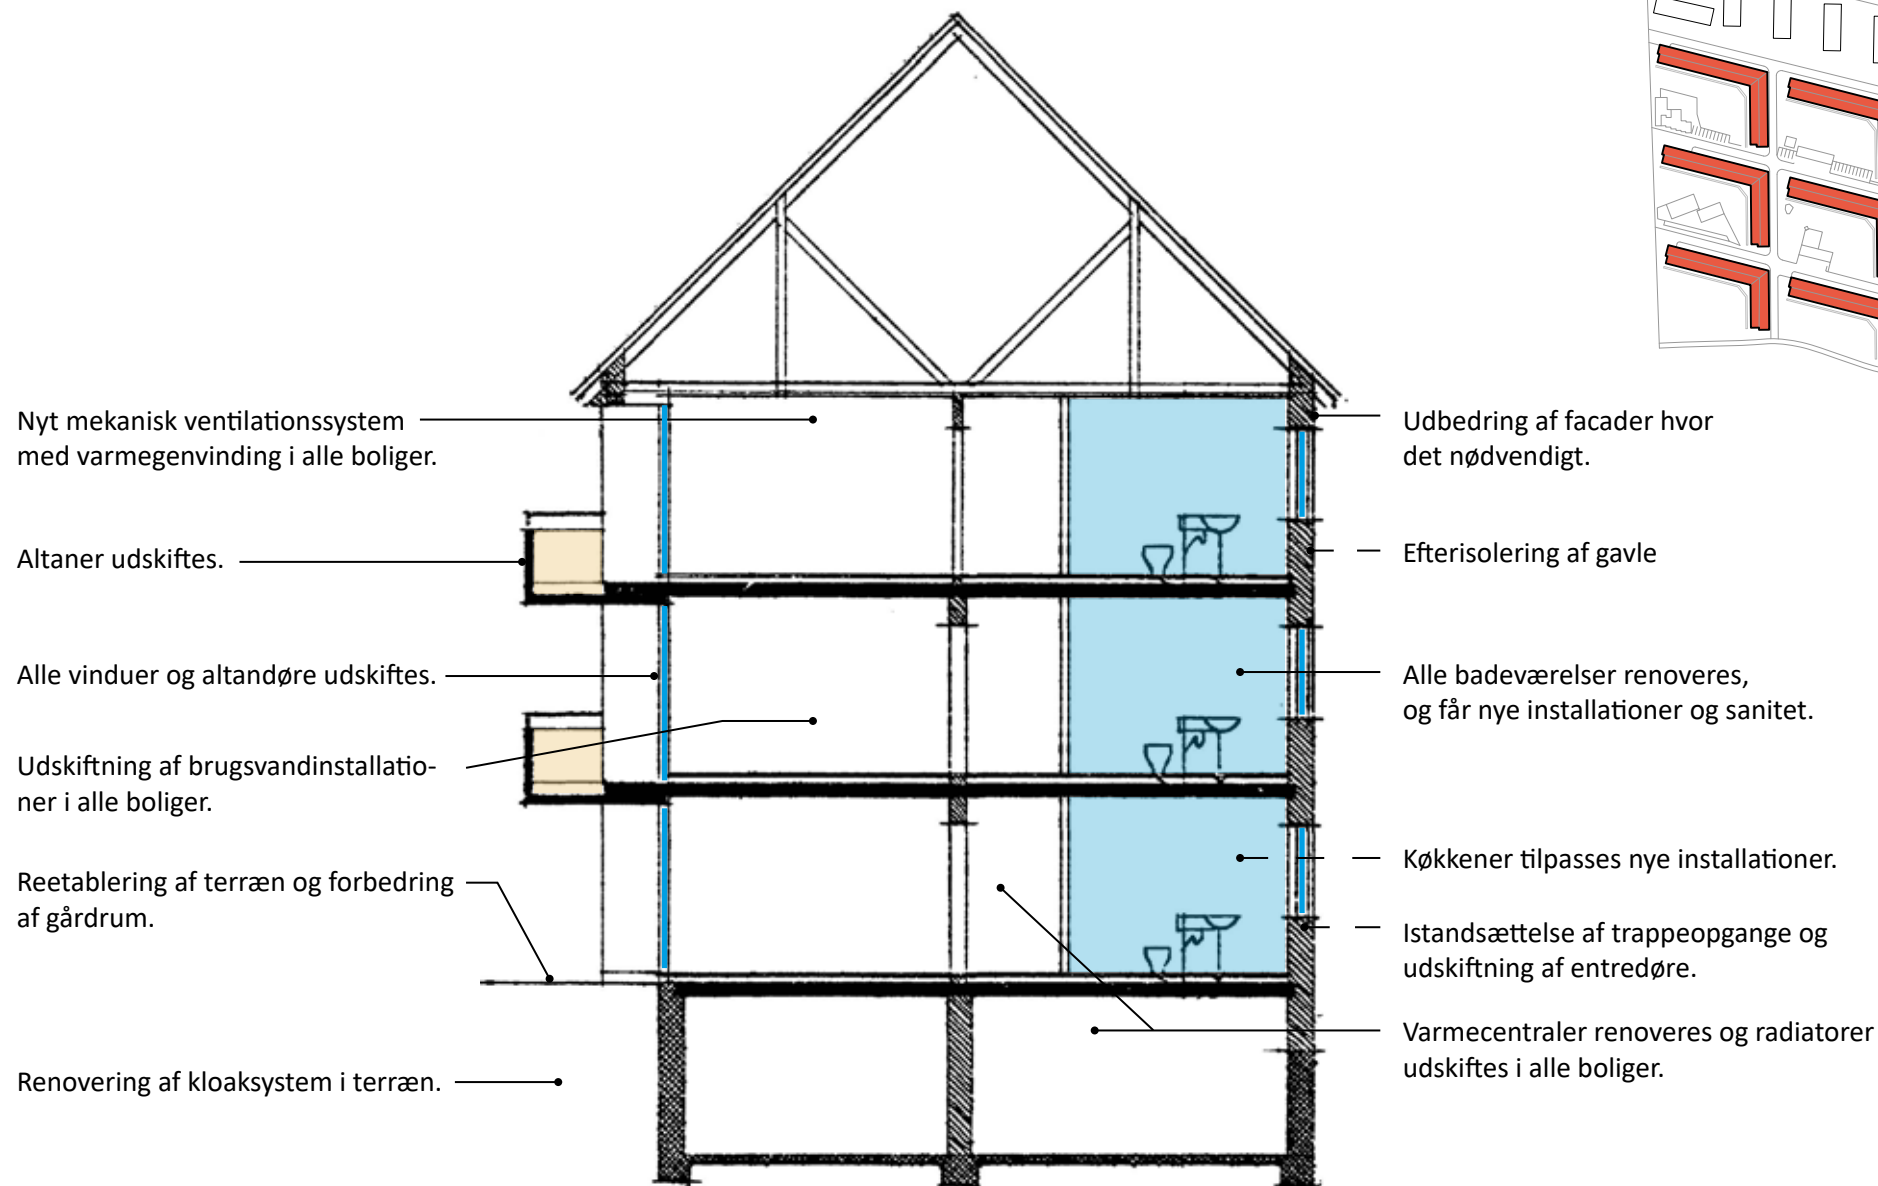 Nyt mekanisk ventilationssystem
med varmegenvinding i alle boliger.
Altaner udskiftes.
Alle vinduer og altandøre udskiftes.
Udskiftning af brugsvandinstallatio-
ner i alle boliger.
Reetablering af terræn og forbedring
af gårdrum.
Renovering af kloaksystem i terræn.
Udbedring af facader hvor
det nødvendigt.
Efterisolering af gavle
Alle badeværelser renoveres,
og får nye installationer og sanitet.
Køkkener tilpasses nye installationer.
Istandsættelse af trappeopgange og
udskiftning af entredøre.
Varmecentraler renoveres og radiatorer
udskiftes i alle boliger.